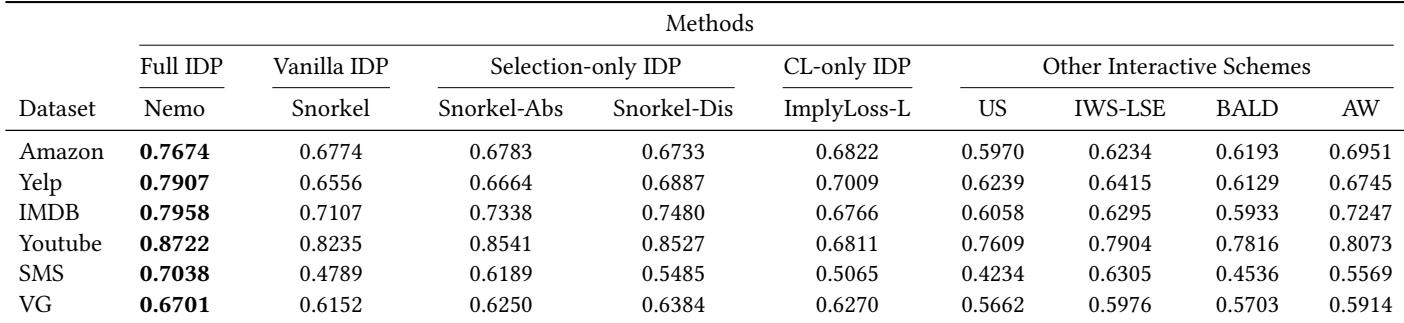 Methods
Full IDP Vanilla IDP Selection-only IDP CL-only IDP Other Interactive Schemes
Dataset Nemo Snorkel Snorkel-Abs Snorkel-Dis ImplyLoss-L US IWS-LSE BALD AW
Amazon 0.7674 0.6774 0.6783 0.6733 0.6822 0.5970 0.6234 0.6193 0.6951
Yelp 0.7907 0.6556 0.6664 0.6887 0.7009 0.6239 0.6415 0.6129 0.6745
IMDB 0.7958 0.7107 0.7338 0.7480 0.6766 0.6058 0.6295 0.5933 0.7247
Youtube 0.8722 0.8235 0.8541 0.8527 0.6811 0.7609 0.7904 0.7816 0.8073
SMS 0.7038 0.4789 0.6189 0.5485 0.5065 0.4234 0.6305 0.4536 0.5569
VG 0.6701 0.6152 0.6250 0.6384 0.6270 0.5662 0.5976 0.5703 0.5914